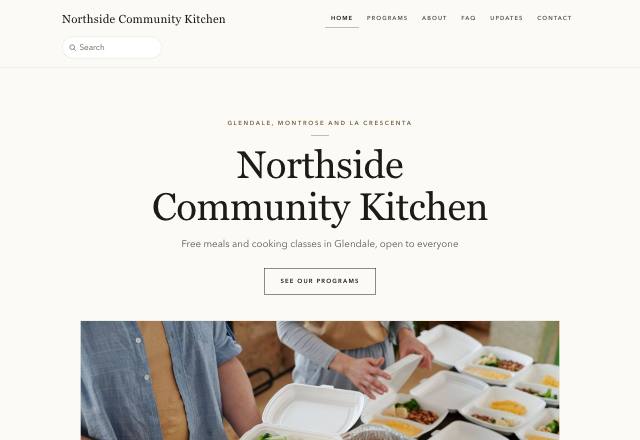 Northside Community Kitchen
HOME PROGRAMS ABOUT FAQ UPDATES CONTACT
Search
GLENDALE, MONTROSE AND LA CRESCENTA
Northside
Community Kitchen
Free meals and cooking classes in Glendale, open to everyone
SEE OUR PROGRAMS